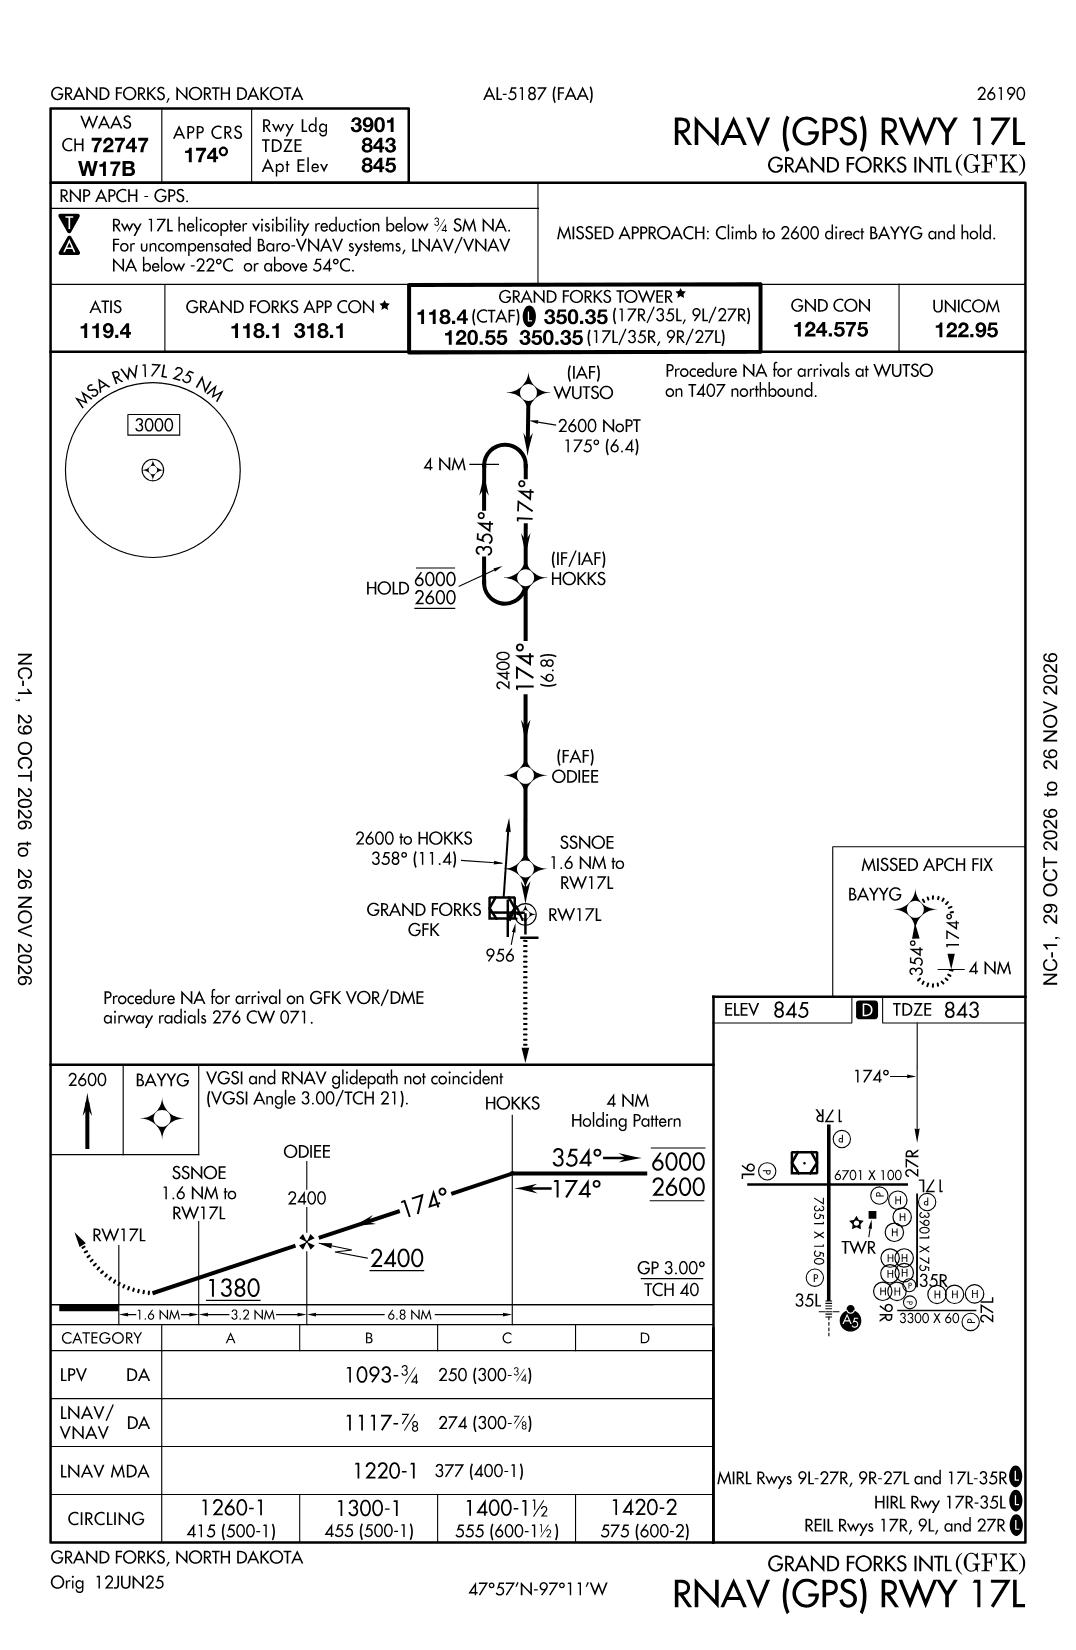 GRAND FORKS, NORTH DAKOTA
AL-5187 (FAA)
26190
WAAS
CH 72747
W17B
APP CRS
174°
Rwy Ldg 3901
TDZE 843
Apt Elev 845
RNAV (GPS) RWY 17L
GRAND FORKS INTL (GFK)
RNP APCH - GPS.
T
A
Rwy 17L helicopter visibility reduction below ¾ SM NA.
For uncompensated Baro-VNAV systems, LNAV/VNAV
NA below -22°C or above 54°C.
MISSED APPROACH: Climb to 2600 direct BAYYG and hold.
ATIS
119.4
GRAND FORKS APP CON ★
118.1 318.1
GRAND FORKS TOWER ★
118.4 (CTAF) L 350.35 (17R/35L, 9L/27R)
120.55 350.35 (17L/35R, 9R/27L)
GND CON
124.575
UNICOM
122.95
MSA RW17L 25 NM
3000
(IAF)
WUTSO
Procedure NA for arrivals at WUTSO
on T407 northbound.
2600 NoPT
175° (6.4)
4 NM
354°
174°
(IF/IAF)
HOKKS
HOLD 6000
2600
2400
174°
(6.8)
(FAF)
ODIEE
2600 to HOKKS
358° (11.4)
SSNOE
1.6 NM to
RW17L
GRAND FORKS
GFK
RW17L
956
MISSED APCH FIX
BAYYG
354°
174°
4 NM
Procedure NA for arrival on GFK VOR/DME
airway radials 276 CW 071.
NC-1, 29 OCT 2026 to 26 NOV 2026
NC-1, 29 OCT 2026 to 26 NOV 2026
ELEV 845
D
TDZE 843
174°
17R
P
27R
9L
P
6701 X 100
17L
P
P
H
H
H
TWR
7351 X 150
3901 X 75
H H
H H
H H
P
35R
P
35L
A5
9R
P
H H H
3300 X 60
P
27L
MIRL Rwys 9L-27R, 9R-27L and 17L-35R L
HIRL Rwy 17R-35L L
REIL Rwys 17R, 9L, and 27R L
2600
BAYYG
VGSI and RNAV glidepath not coincident
(VGSI Angle 3.00/TCH 21).
HOKKS
4 NM
Holding Pattern
ODIEE
354°
6000
174°
2600
SSNOE
1.6 NM to
RW17L
2400
174°
RW17L
2400
1380
GP 3.00°
TCH 40
1.6 NM
3.2 NM
6.8 NM
CATEGORY A B C D
LPV DA 1093-¾ 250 (300-¾)
LNAV/
VNAV DA 1117-⅞ 274 (300-⅞)
LNAV MDA 1220-1 377 (400-1)
CIRCLING
1260-1
415 (500-1)
1300-1
455 (500-1)
1400-1½
555 (600-1½)
1420-2
575 (600-2)
GRAND FORKS, NORTH DAKOTA
Orig 12JUN25
47°57'N-97°11'W
GRAND FORKS INTL (GFK)
RNAV (GPS) RWY 17L